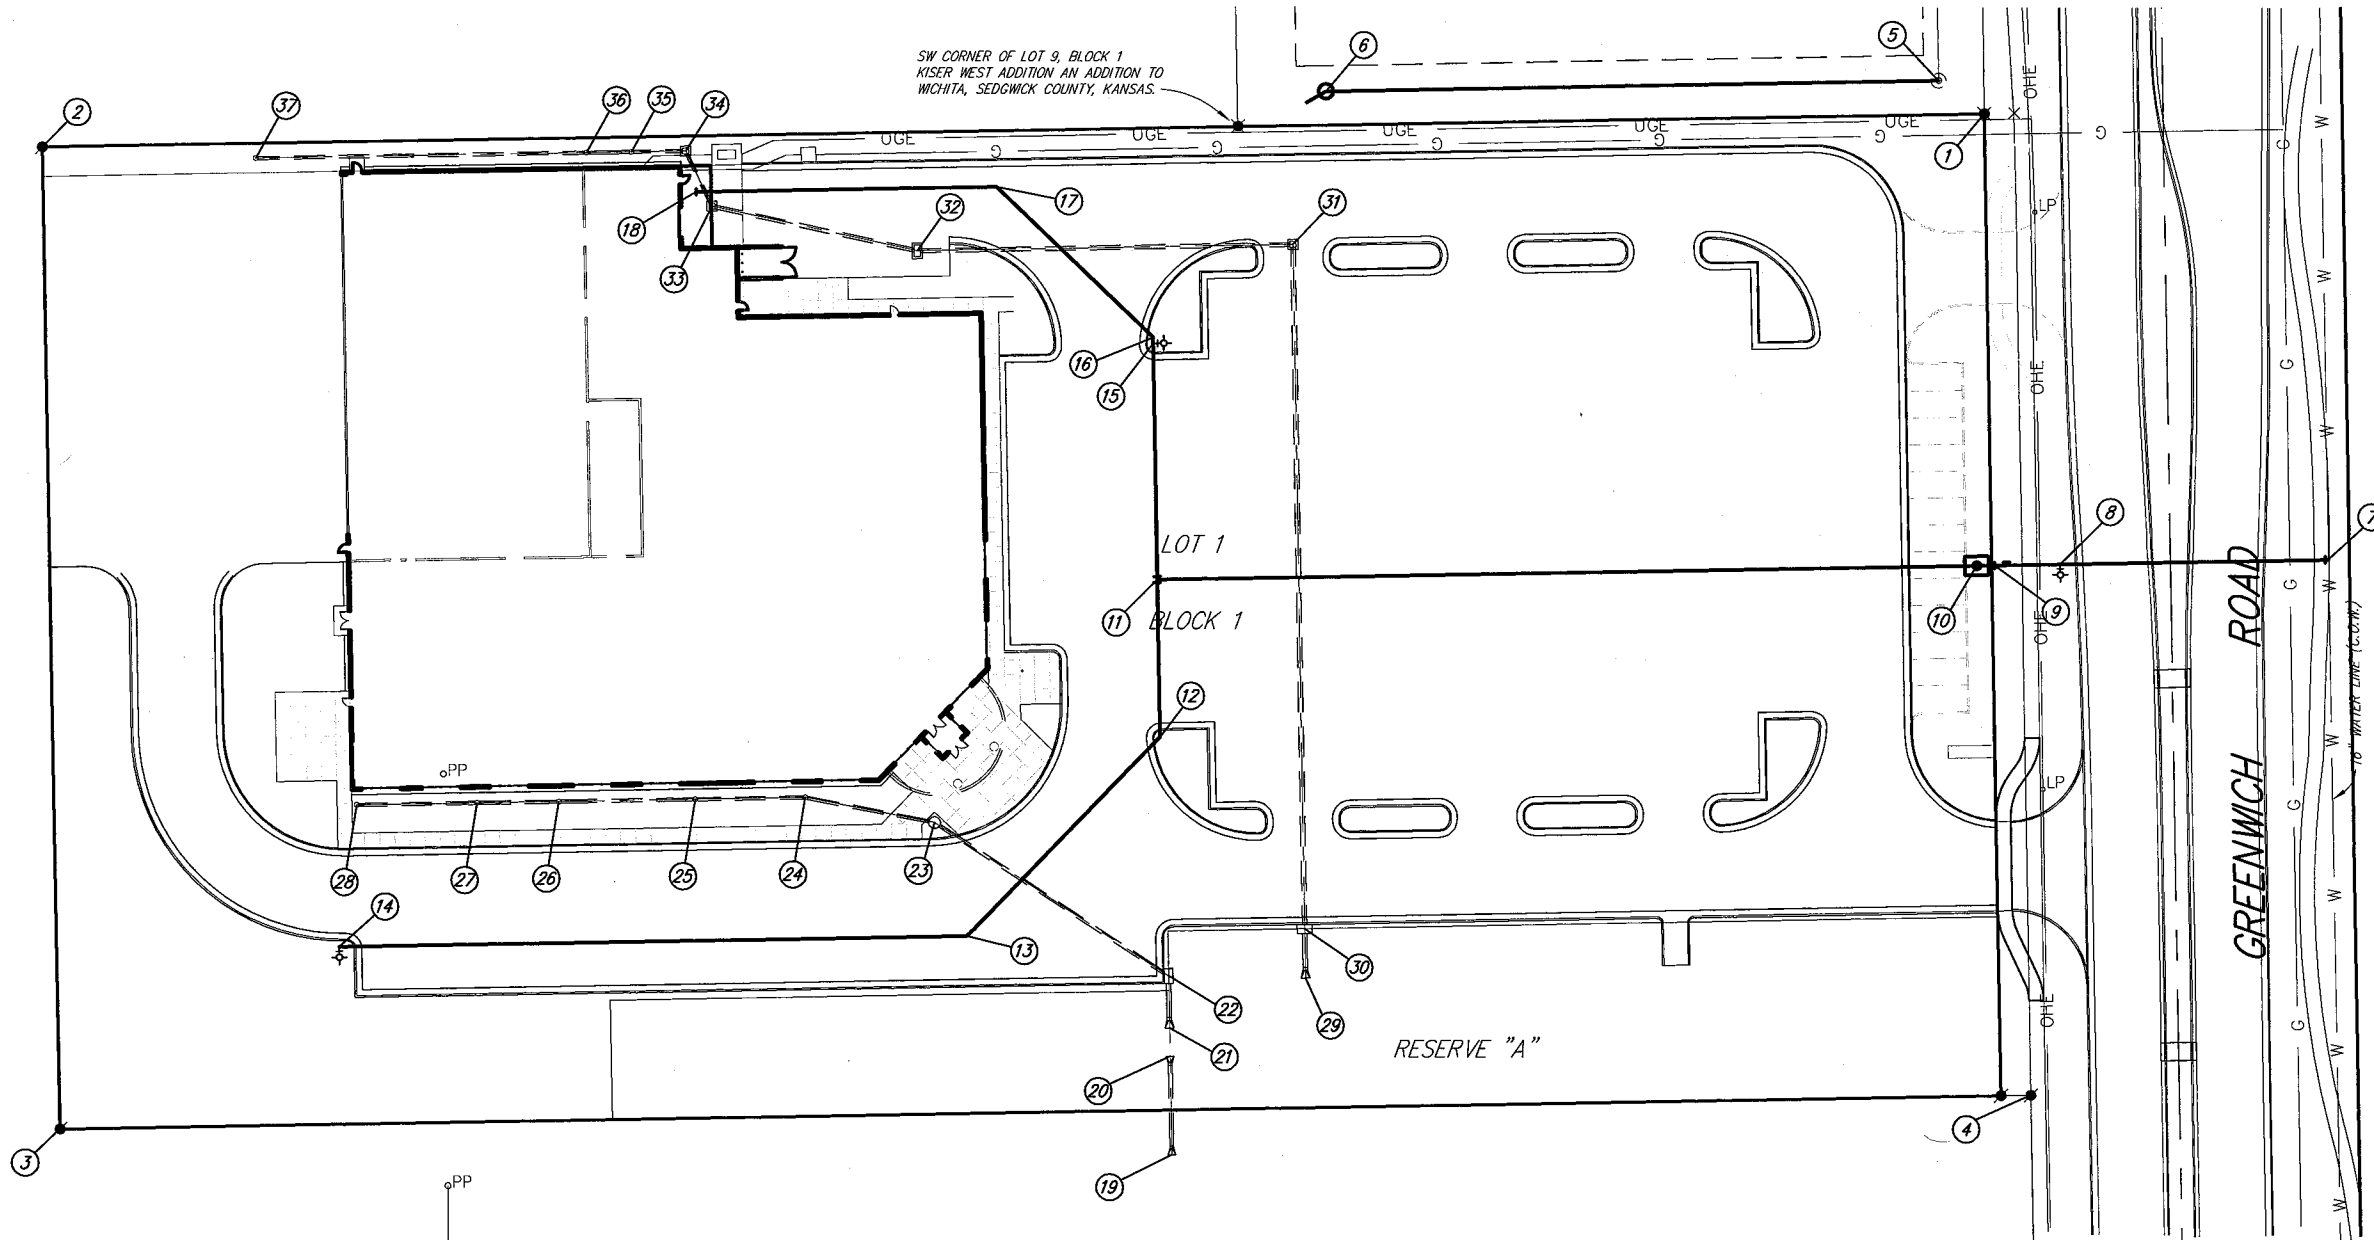 SW CORNER OF LOT 9, BLOCK 1
KISER WEST ADDITION AN ADDITION TO
WICHITA, SEDGWICK COUNTY, KANSAS.
6
5
2
37
36
35
34
OHE
W
UGE
UGE
UGE
UGE
UGE
G
G
G
G
G
G
G
1
18
17
32
31
LP
33
W
16
15
OHE
G
W
LOT 1
8
7
11
BLOCK 1
10
9
OHE
G
W
GREENWICH ROAD
16" WATER LINE (C.O.W.)
12
W
PP
LP
G
28
27
26
25
24
23
14
W
13
30
22
29
OHE
G
21
RESERVE "A"
W
20
3
4
19
PP
W